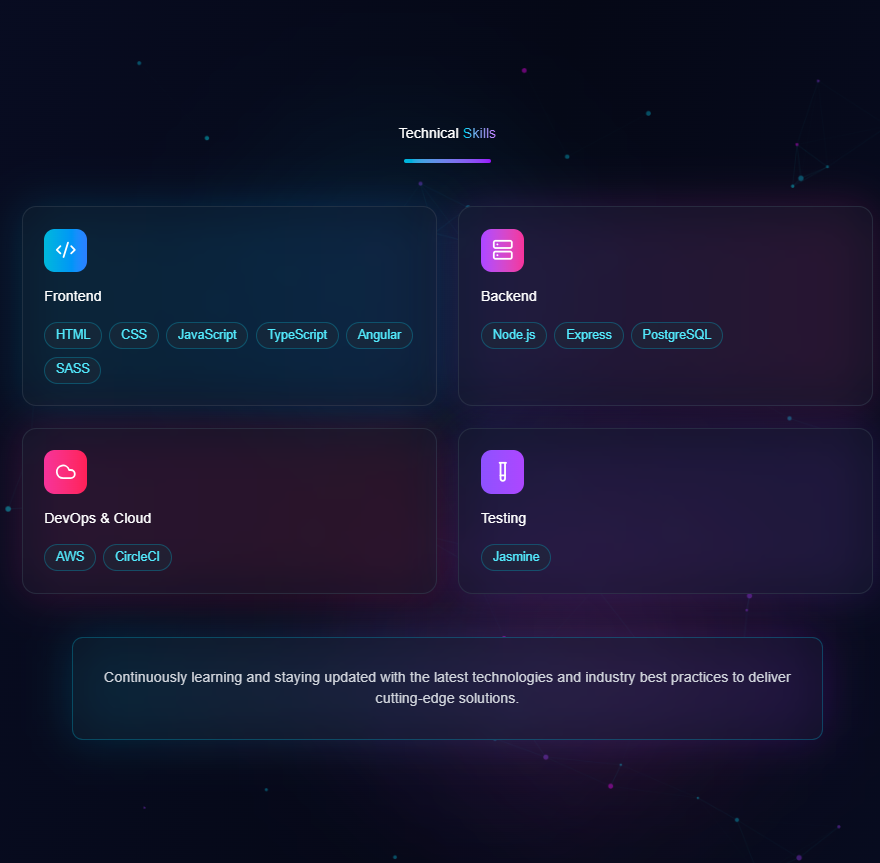 Technical Skills
Frontend
HTML CSS JavaScript TypeScript Angular
SASS
Backend
Node.js Express PostgreSQL
DevOps & Cloud
AWS CircleCI
Testing
Jasmine
Continuously learning and staying updated with the latest technologies and industry best practices to deliver
cutting-edge solutions.